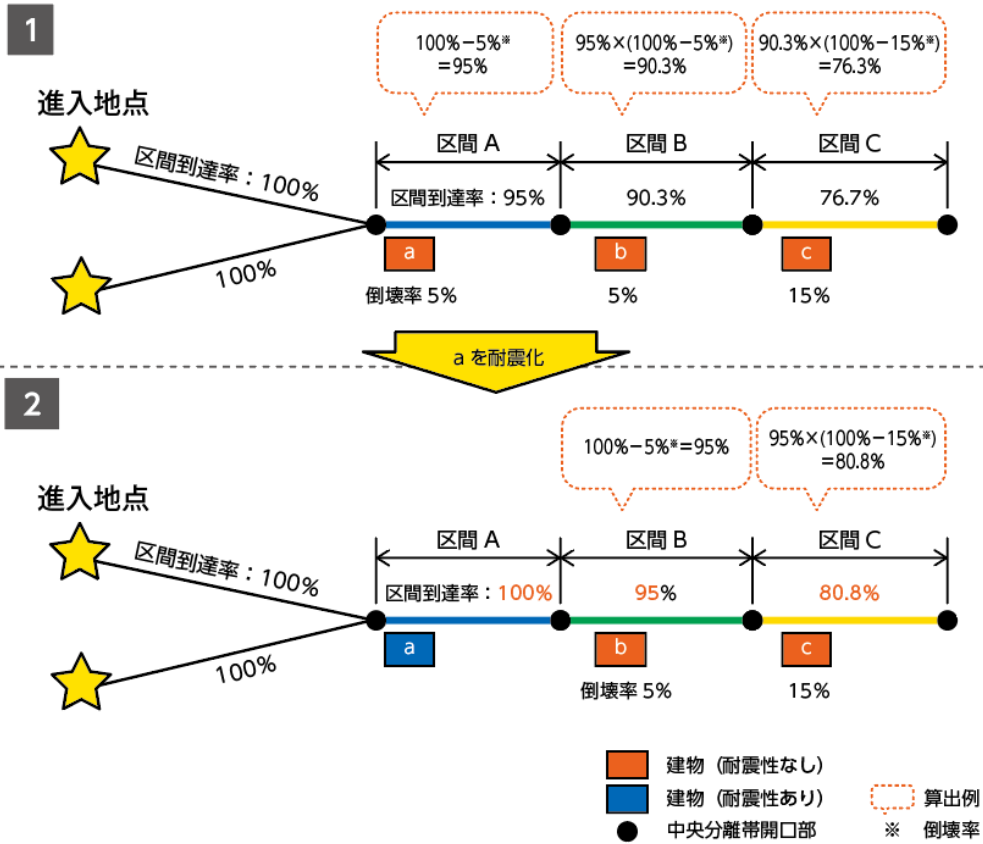 1
100%−5%※
=95%
95%×(100%−5%※)
=90.3%
90.3%×(100%−15%※)
=76.3%
進入地点
区間到達率：100%
100%
区間 A
区間 B
区間 C
区間到達率：95%
90.3%
76.7%
a
b
c
倒壊率 5%
5%
15%
a を耐震化
2
100%−5%※=95%
95%×(100%−15%※)
=80.8%
進入地点
区間到達率：100%
100%
区間 A
区間 B
区間 C
区間到達率：100%
95%
80.8%
a
b
c
倒壊率 5%
15%
建物（耐震性なし）
建物（耐震性あり）
算出例
中央分離帯開口部
※ 倒壊率